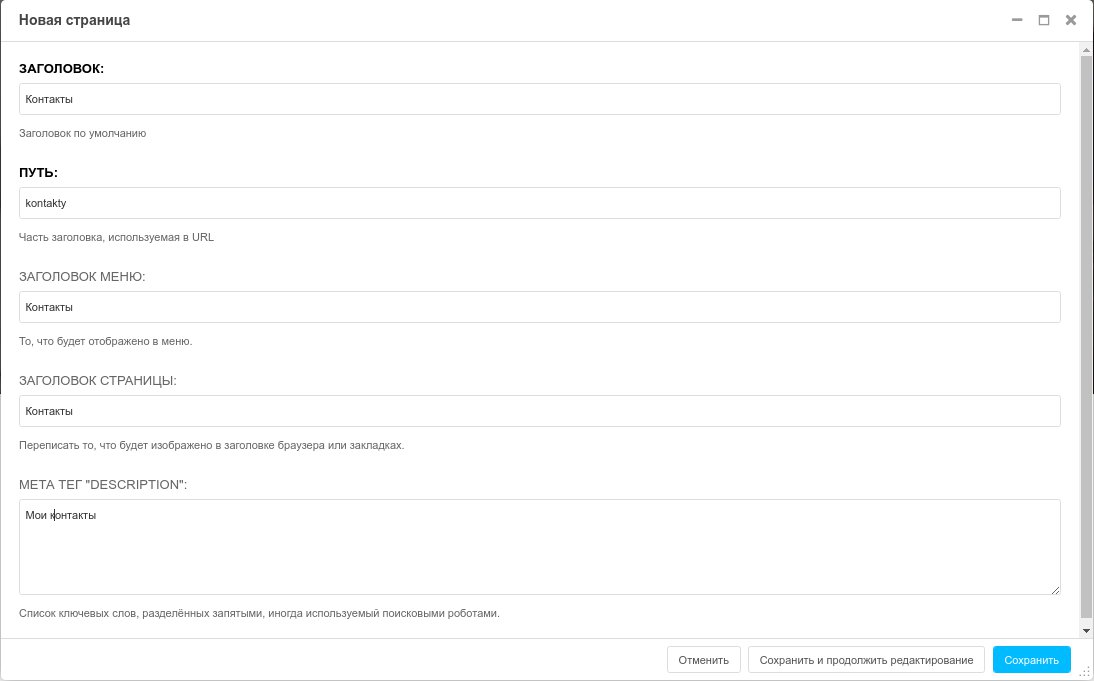 Новая страница
ЗАГОЛОВОК:
Контакты
Заголовок по умолчанию
ПУТЬ:
kontakty
Часть заголовка, используемая в URL
ЗАГОЛОВОК МЕНЮ:
Контакты
То, что будет отображено в меню.
ЗАГОЛОВОК СТРАНИЦЫ:
Контакты
Переписать то, что будет изображено в заголовке браузера или закладках.
МЕТА ТЕГ "DESCRIPTION":
Мои контакты
Список ключевых слов, разделённых запятыми, иногда используемый поисковыми роботами.
Отменить Сохранить и продолжить редактирование Сохранить